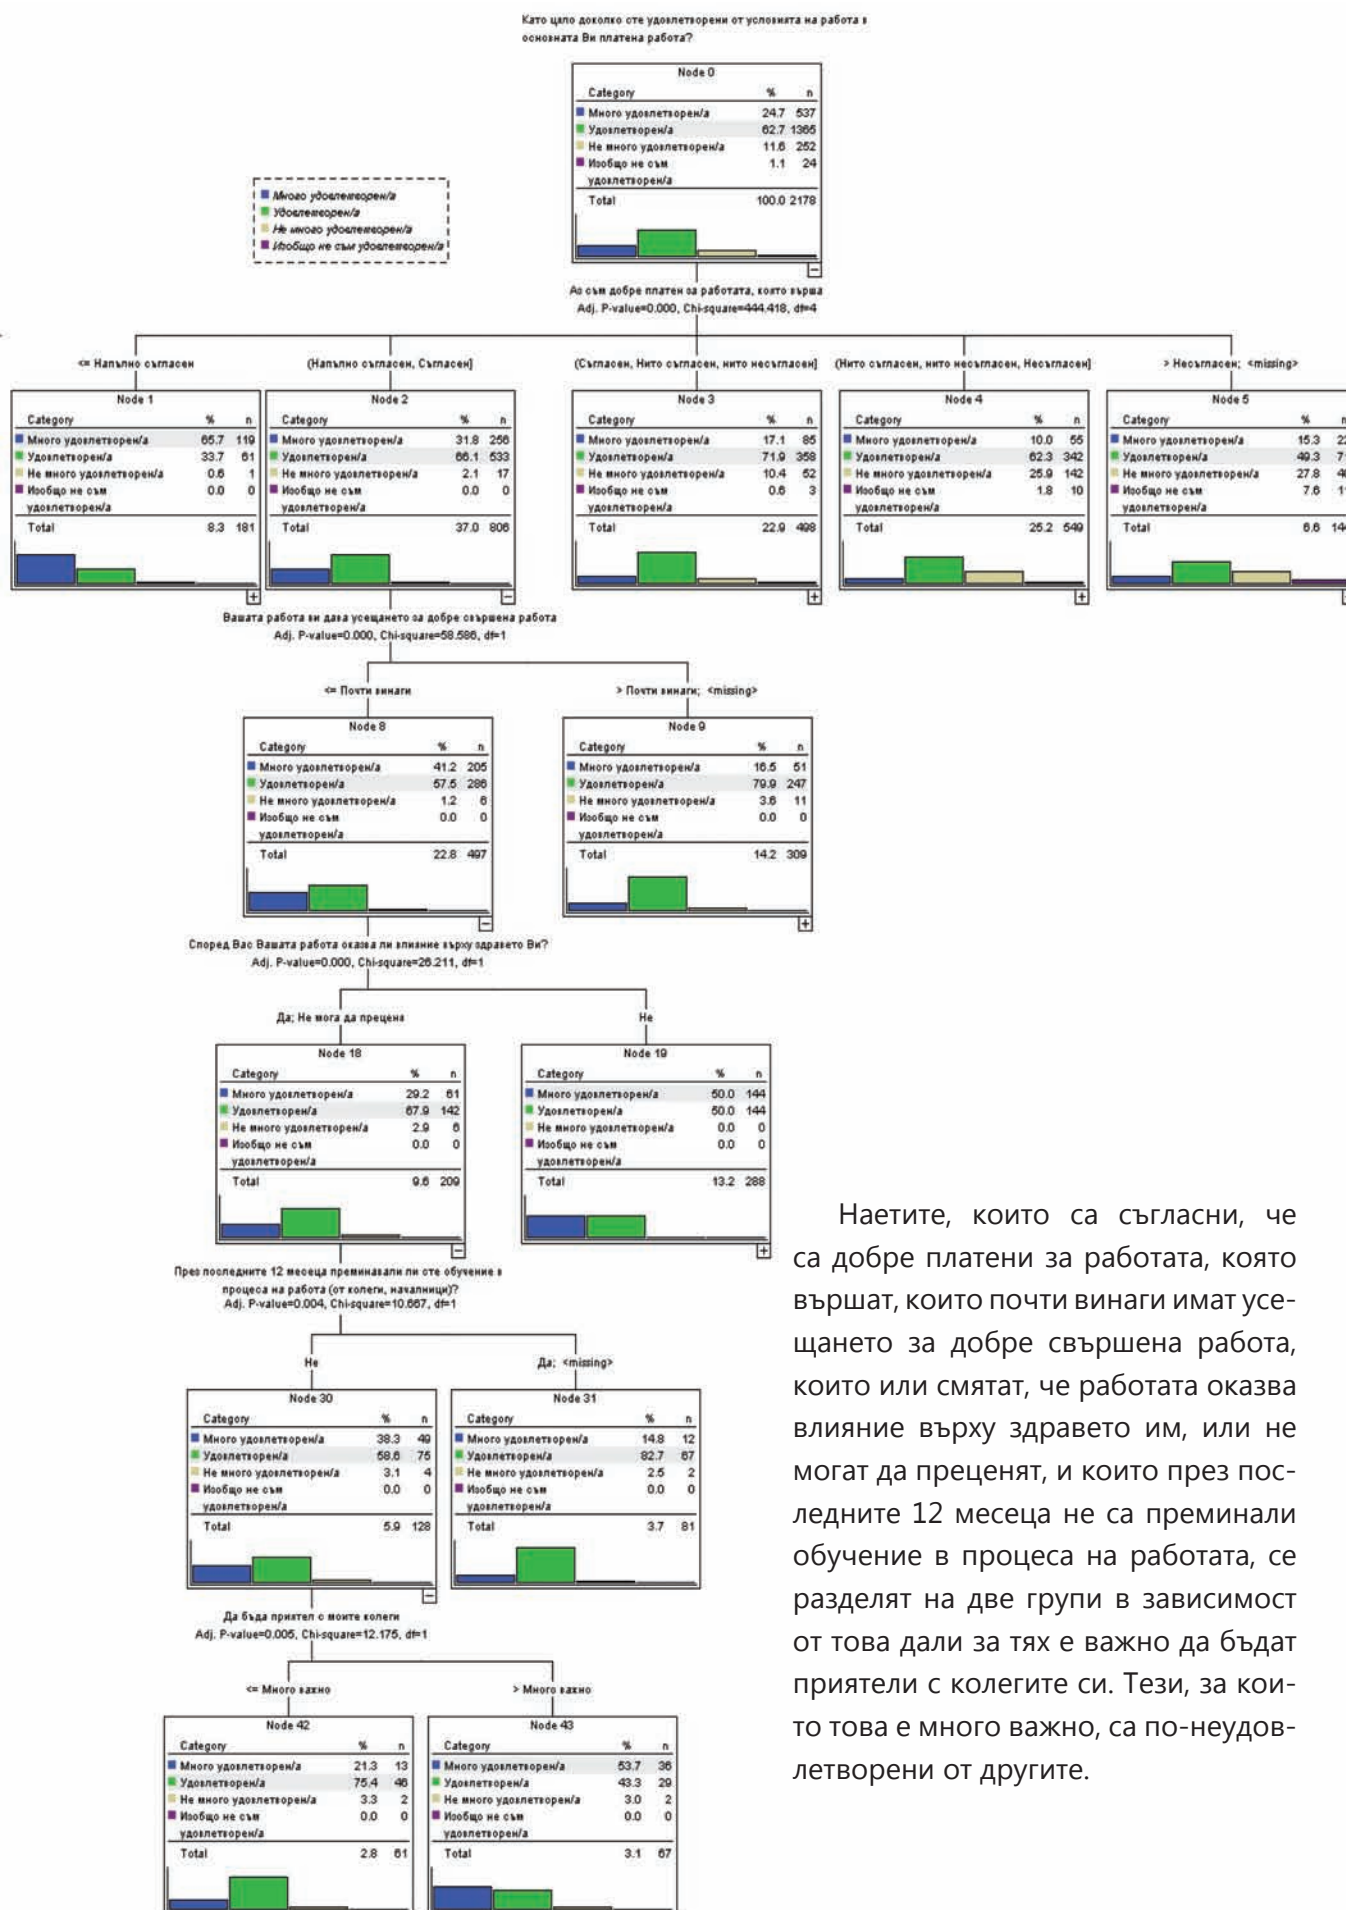 Като цяло доколко сте удовлетворени от условията на работа в
основната Ви платена работа?
Node 0
Category % n
Много удовлетворен/а 24.7 537
Удовлетворен/а 62.7 1365
Не много удовлетворен/а 11.6 252
Изобщо не съм 1.1 24
удовлетворен/а
Total 100.0 2178
Много удовлетворен/а
Удовлетворен/а
Не много удовлетворен/а
Изобщо не съм удовлетворен/а
Аз съм добре платен за работата, която върша
Adj. P-value=0.000, Chi-square=444.418, df=4
<= Напълно съгласен
(Напълно съгласен, Съгласен]
(Съгласен, Нито съгласен, нито несъгласен]
(Нито съгласен, нито несъгласен, Несъгласен]
> Несъгласен; <missing>
Node 1
Category % n
Много удовлетворен/а 65.7 119
Удовлетворен/а 33.7 61
Не много удовлетворен/а 0.6 1
Изобщо не съм 0.0 0
удовлетворен/а
Total 8.3 181
Node 2
Category % n
Много удовлетворен/а 31.8 256
Удовлетворен/а 66.1 533
Не много удовлетворен/а 2.1 17
Изобщо не съм 0.0 0
удовлетворен/а
Total 37.0 806
Node 3
Category % n
Много удовлетворен/а 17.1 85
Удовлетворен/а 71.9 358
Не много удовлетворен/а 10.4 52
Изобщо не съм 0.6 3
удовлетворен/а
Total 22.9 498
Node 4
Category % n
Много удовлетворен/а 10.0 55
Удовлетворен/а 62.3 342
Не много удовлетворен/а 25.9 142
Изобщо не съм 1.8 10
удовлетворен/а
Total 25.2 549
Node 5
Category %
Много удовлетворен/а 15.3
Удовлетворен/а 49.3
Не много удовлетворен/а 27.8
Изобщо не съм 7.6
удовлетворен/а
Total 6.6
Вашата работа ви дава усещането за добре свършена работа
Adj. P-value=0.000, Chi-square=58.586, df=1
<= Почти винаги
> Почти винаги; <missing>
Node 8
Category % n
Много удовлетворен/а 41.2 205
Удовлетворен/а 57.5 286
Не много удовлетворен/а 1.2 6
Изобщо не съм 0.0 0
удовлетворен/а
Total 22.8 497
Node 9
Category % n
Много удовлетворен/а 16.5 51
Удовлетворен/а 79.9 247
Не много удовлетворен/а 3.6 11
Изобщо не съм 0.0 0
удовлетворен/а
Total 14.2 309
Според Вас Вашата работа оказва ли влияние върху здравето Ви?
Adj. P-value=0.000, Chi-square=26.211, df=1
Да; Не мога да преценя
Не
Node 18
Category % n
Много удовлетворен/а 29.2 61
Удовлетворен/а 67.9 142
Не много удовлетворен/а 2.9 6
Изобщо не съм 0.0 0
удовлетворен/а
Total 9.6 209
Node 19
Category % n
Много удовлетворен/а 50.0 144
Удовлетворен/а 50.0 144
Не много удовлетворен/а 0.0 0
Изобщо не съм 0.0 0
удовлетворен/а
Total 13.2 288
През последните 12 месеца преминавали ли сте обучение в
процеса на работа (от колеги, началници)?
Adj. P-value=0.004, Chi-square=10.667, df=1
Не
Да; <missing>
Node 30
Category % n
Много удовлетворен/а 38.3 49
Удовлетворен/а 58.6 75
Не много удовлетворен/а 3.1 4
Изобщо не съм 0.0 0
удовлетворен/а
Total 5.9 128
Node 31
Category % n
Много удовлетворен/а 14.8 12
Удовлетворен/а 82.7 67
Не много удовлетворен/а 2.5 2
Изобщо не съм 0.0 0
удовлетворен/а
Total 3.7 81
Да бъда приятел с моите колеги
Adj. P-value=0.005, Chi-square=12.175, df=1
<= Много важно
> Много важно
Node 42
Category % n
Много удовлетворен/а 21.3 13
Удовлетворен/а 75.4 46
Не много удовлетворен/а 3.3 2
Изобщо не съм 0.0 0
удовлетворен/а
Total 2.8 61
Node 43
Category % n
Много удовлетворен/а 53.7 36
Удовлетворен/а 43.3 29
Не много удовлетворен/а 3.0 2
Изобщо не съм 0.0 0
удовлетворен/а
Total 3.1 67
Наетите, които са съгласни, че
са добре платени за работата, която
вършат, които почти винаги имат усе-
щането за добре свършена работа,
които или смятат, че работата оказва
влияние върху здравето им, или не
могат да преценят, и които през пос-
ледните 12 месеца не са преминали
обучение в процеса на работата, се
разделят на две групи в зависимост
от това дали за тях е важно да бъдат
приятели с колегите си. Тези, за кои-
то това е много важно, са по-неудов-
летворени от другите.